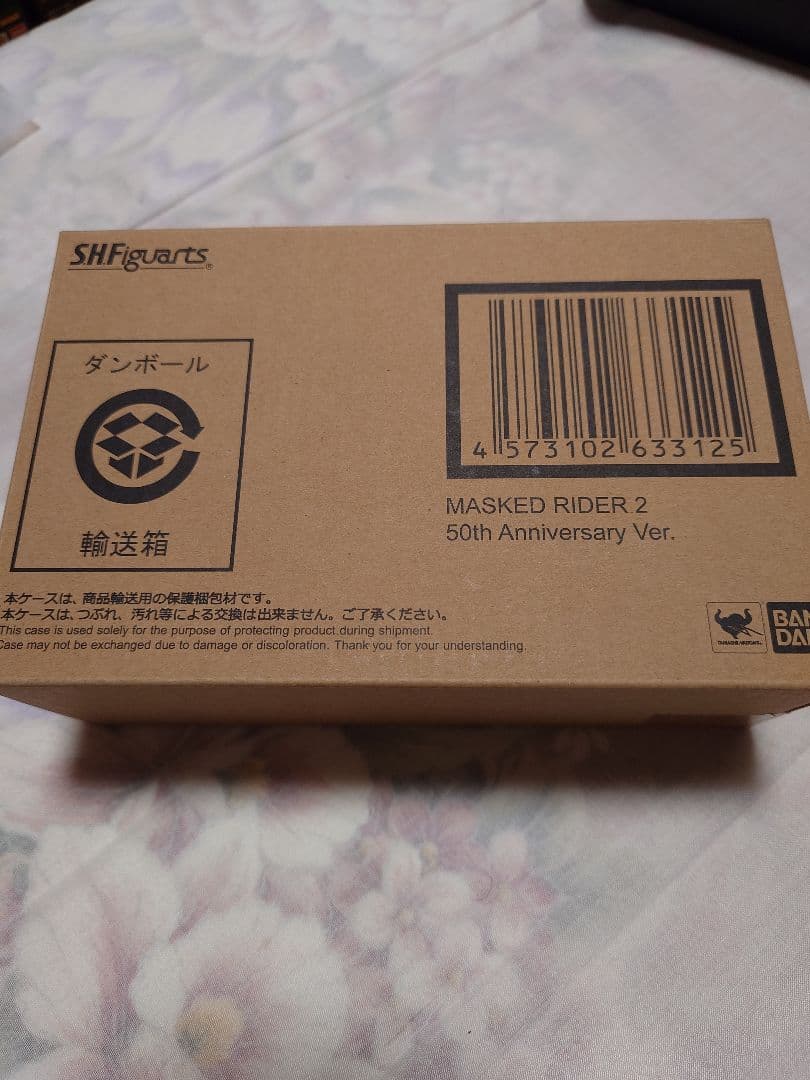 S.H.Figuarts®
ダンボール
輸送箱
4 573102 633125
MASKED RIDER 2
50th Anniversary Ver.
本ケースは、商品輸送用の保護梱包材です。
本ケースは、つぶれ、汚れ等による交換は出来ません。ご了承ください。
This case is used solely for the purpose of protecting product during shipment.
Case may not be exchanged due to damage or discoloration. Thank you for your understanding.
TAMASHII NATIONS
BAN
DAI